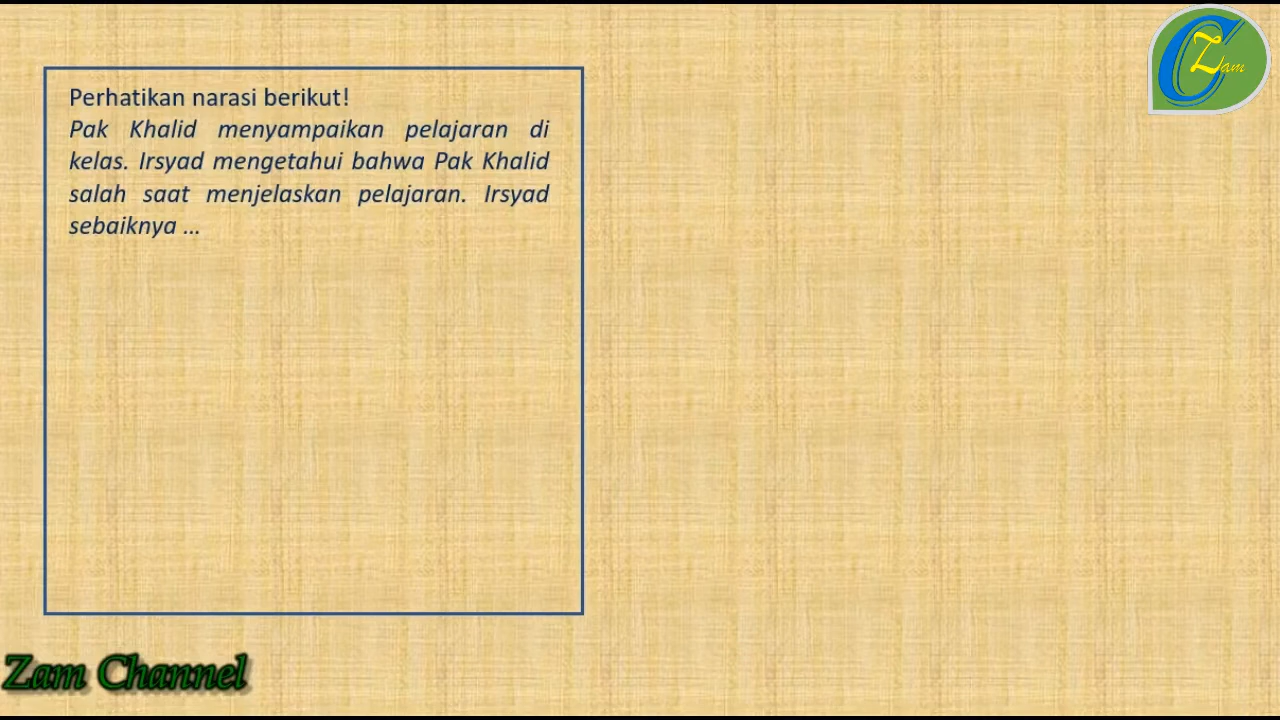 Perhatikan narasi berikut!
Pak Khalid menyampaikan pelajaran di
kelas. Irsyad mengetahui bahwa Pak Khalid
salah saat menjelaskan pelajaran. Irsyad
sebaiknya ...
C Zam
Zam Channel